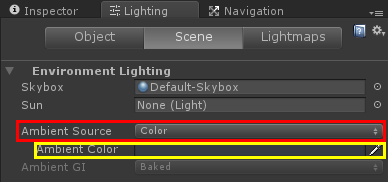 Inspector Lighting Navigation
Object Scene Lightmaps
Environment Lighting
Skybox Default-Skybox
Sun None (Light)
Ambient Source Color
Ambient Color
Ambient GI Baked